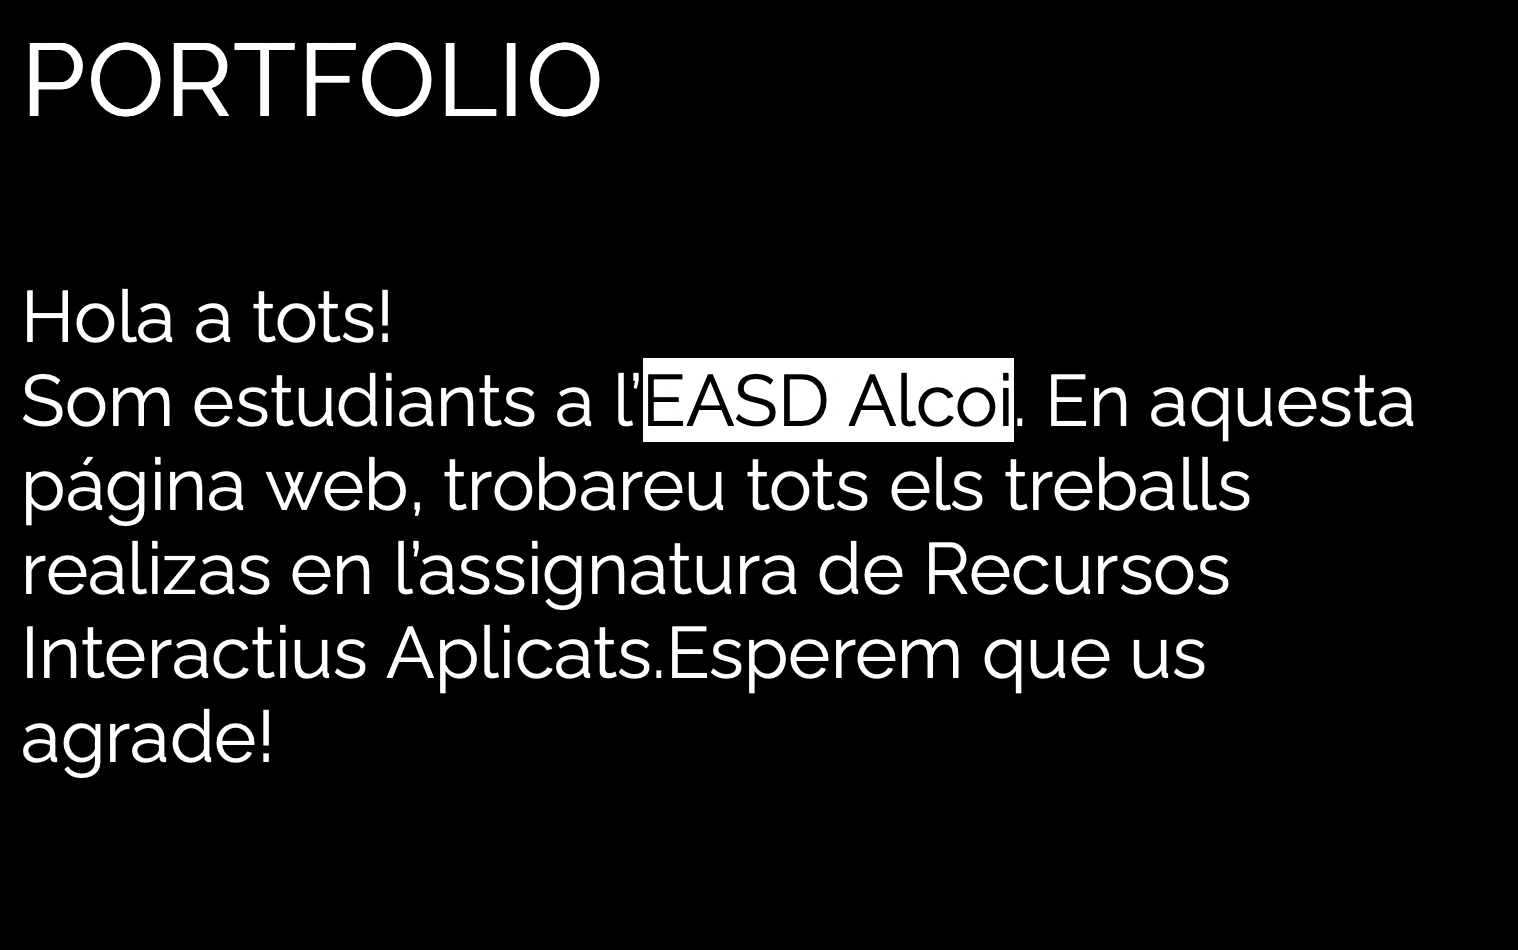 PORTFOLIO
Hola a tots!
Som estudiants a l’EASD Alcoi. En aquesta
página web, trobareu tots els treballs
realizas en l’assignatura de Recursos
Interactius Aplicats.Esperem que us
agrade!